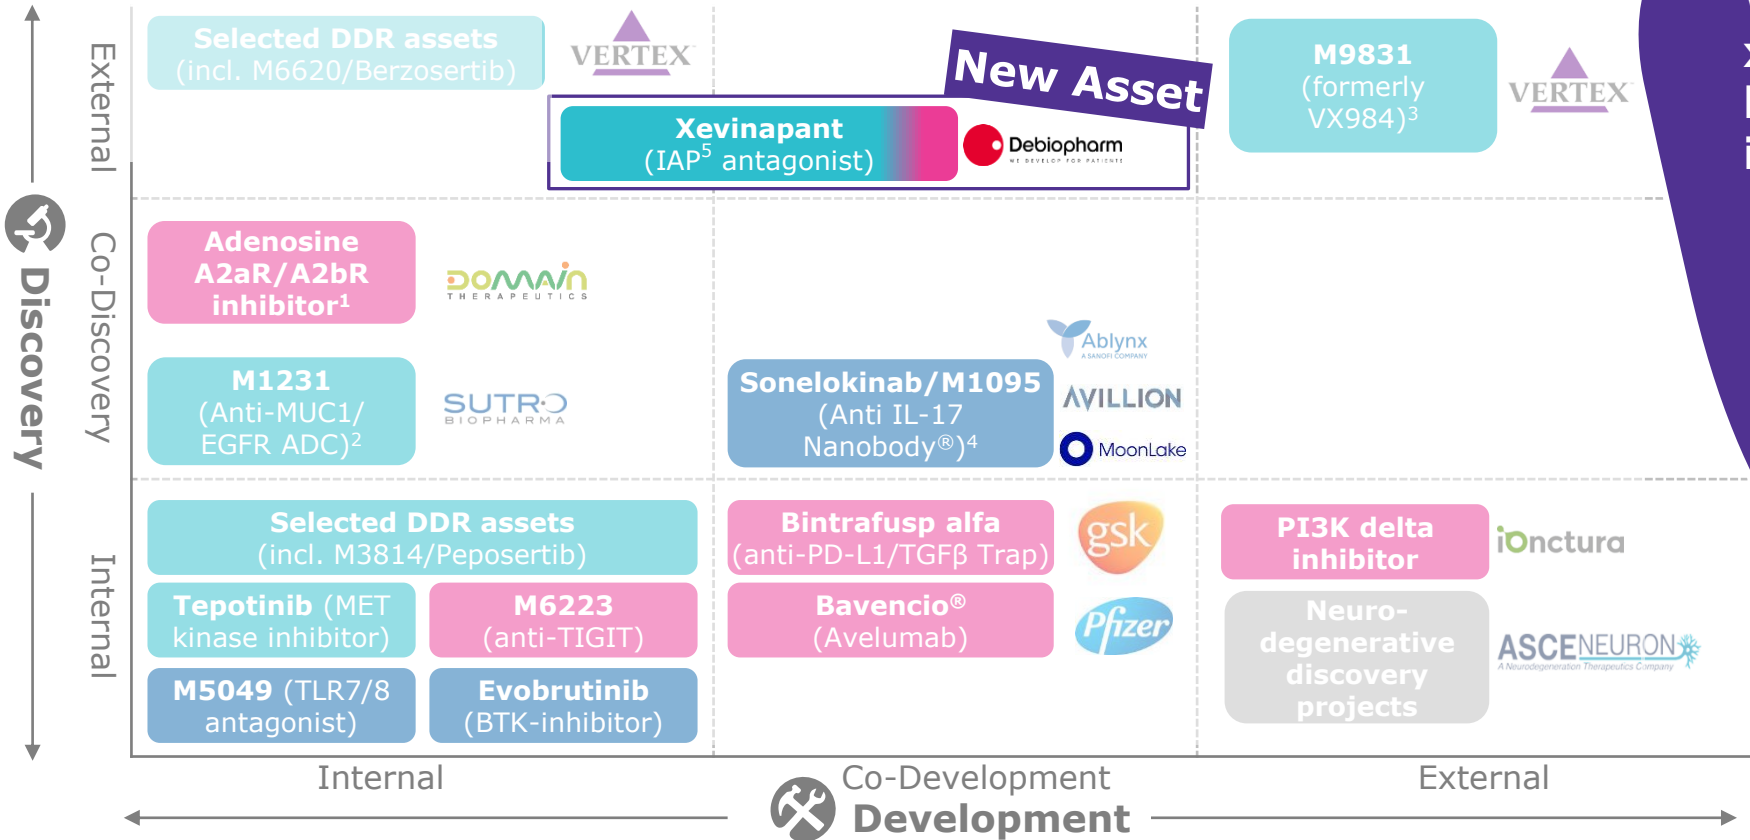 External
Selected DDR assets
(incl. M6620/Berzosertib)
VERTEX
New Asset
Xevinapant
(IAP⁵ antagonist)
Debiopharm
WE DEVELOP FOR PATIENTS
M9831
(formerly
VX984)³
VERTEX
Discovery
Co-Discovery
Adenosine
A2aR/A2bR
inhibitor¹
DOMAIN
THERAPEUTICS
M1231
(Anti-MUC1/
EGFR ADC)²
SUTRO
BIOPHARMA
Sonelokinab/M1095
(Anti IL-17
Nanobody®)⁴
Ablynx
A SANOFI COMPANY
AVILLION
MoonLake
Internal
Selected DDR assets
(incl. M3814/Peposertib)
Tepotinib (MET
kinase inhibitor)
M6223
(anti-TIGIT)
M5049 (TLR7/8
antagonist)
Evobrutinib
(BTK-inhibitor)
Bintrafusp alfa
(anti-PD-L1/TGFβ Trap)
gsk
Bavencio®
(Avelumab)
Pfizer
PI3K delta
inhibitor
iOnctura
Neuro-
degenerative
discovery
projects
ASCENEURON
A Neurodegeneration Therapeutics Company
Internal
Co-Development
External
Development